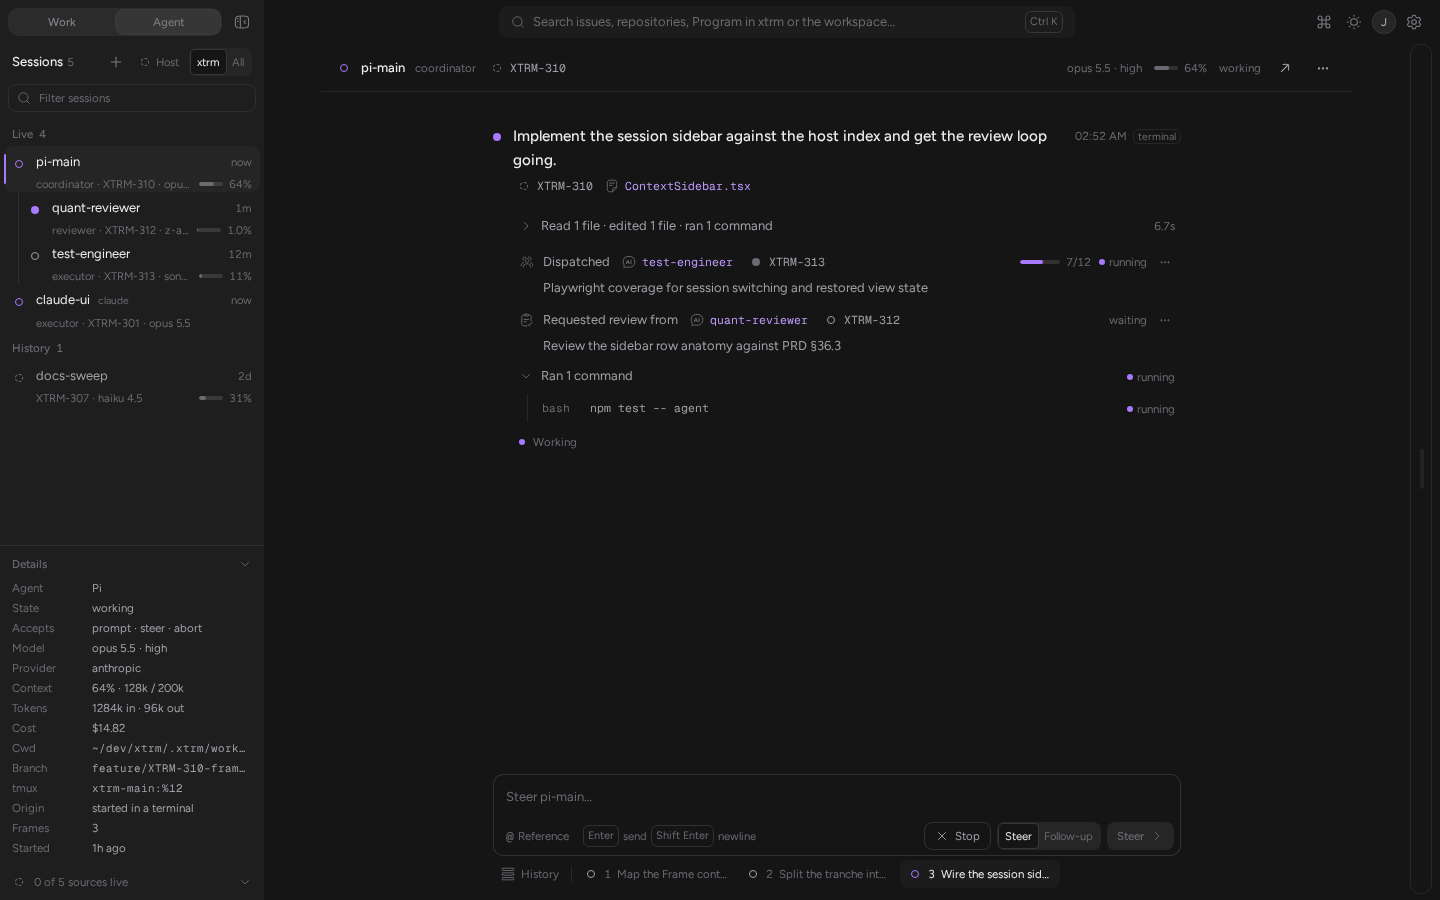 Work Agent
Search issues, repositories, Program in xtrm or the workspace... Ctrl K
J
Sessions 5 Host xtrm All
Filter sessions
Live 4
pi-main now
coordinator · XTRM-310 · opu... 64%
quant-reviewer 1m
reviewer · XTRM-312 · z-a... 1.0%
test-engineer 12m
executor · XTRM-313 · son... 11%
claude-ui claude now
executor · XTRM-301 · opus 5.5
History 1
docs-sweep 2d
XTRM-307 · haiku 4.5 31%
Details
Agent Pi
State working
Accepts prompt · steer · abort
Model opus 5.5 · high
Provider anthropic
Context 64% · 128k / 200k
Tokens 1284k in · 96k out
Cost $14.82
Cwd ~/dev/xtrm/.xtrm/work…
Branch feature/XTRM-310-fram…
tmux xtrm-main:%12
Origin started in a terminal
Frames 3
Started 1h ago
0 of 5 sources live
pi-main coordinator XTRM-310 opus 5.5 · high 64% working
Implement the session sidebar against the host index and get the review loop 02:52 AM terminal
going.
XTRM-310 ContextSidebar.tsx
Read 1 file · edited 1 file · ran 1 command 6.7s
Dispatched AI test-engineer XTRM-313 7/12 running
Playwright coverage for session switching and restored view state
Requested review from AI quant-reviewer XTRM-312 waiting
Review the sidebar row anatomy against PRD §36.3
Ran 1 command running
bash npm test -- agent running
Working
Steer pi-main...
@ Reference Enter send Shift Enter newline Stop Steer Follow-up Steer
History 1 Map the Frame cont... 2 Split the tranche int... 3 Wire the session sid...